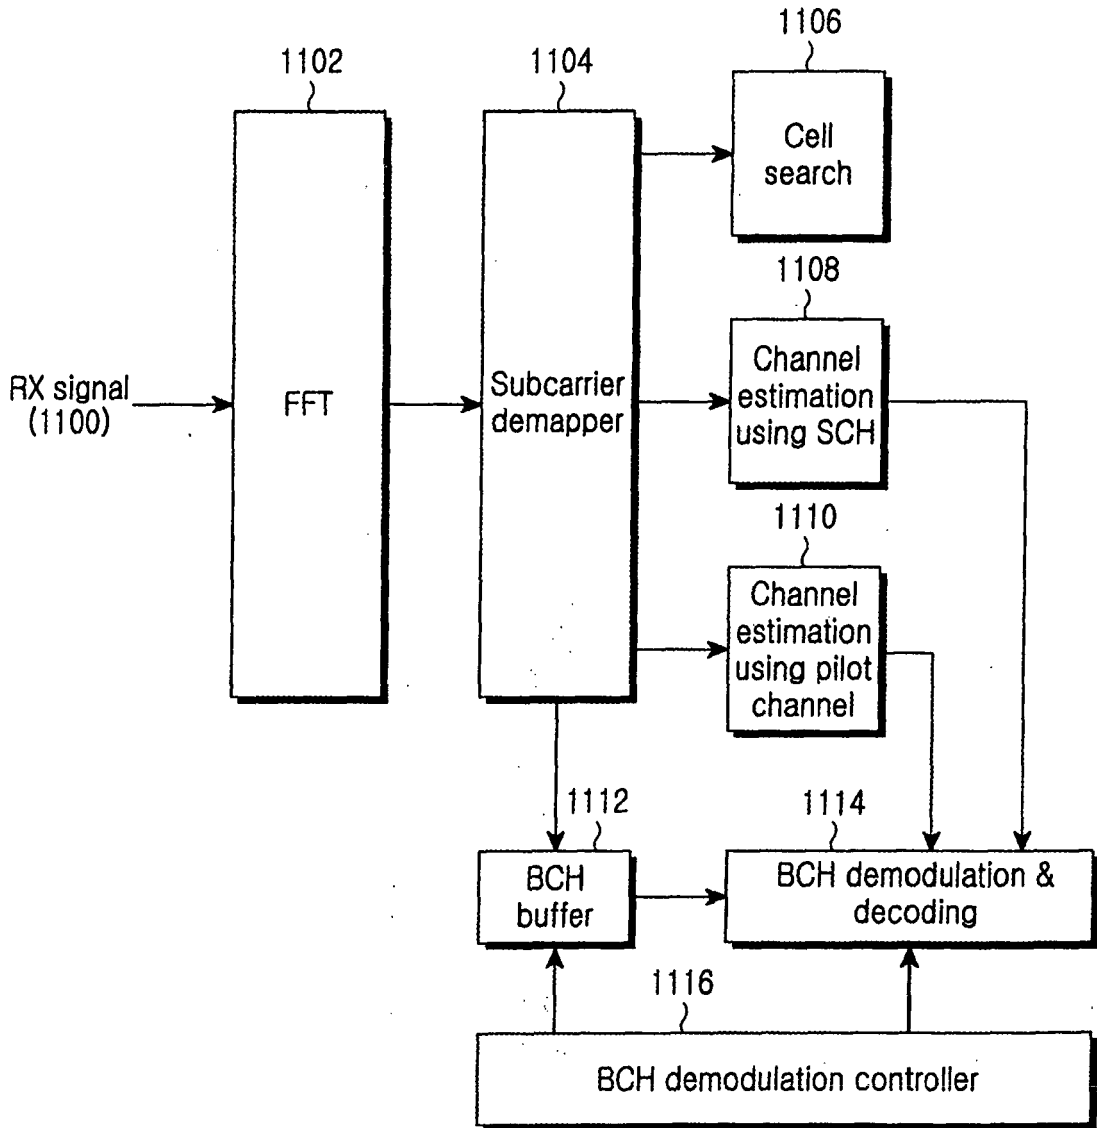 1106
1102
1104
Cell
search
1108
Channel
estimation
using SCH
RX signal
(1100)
FFT
Subcarrier
demapper
1110
Channel
estimation
using pilot
channel
1112
1114
BCH
buffer
BCH demodulation &
decoding
1116
BCH demodulation controller